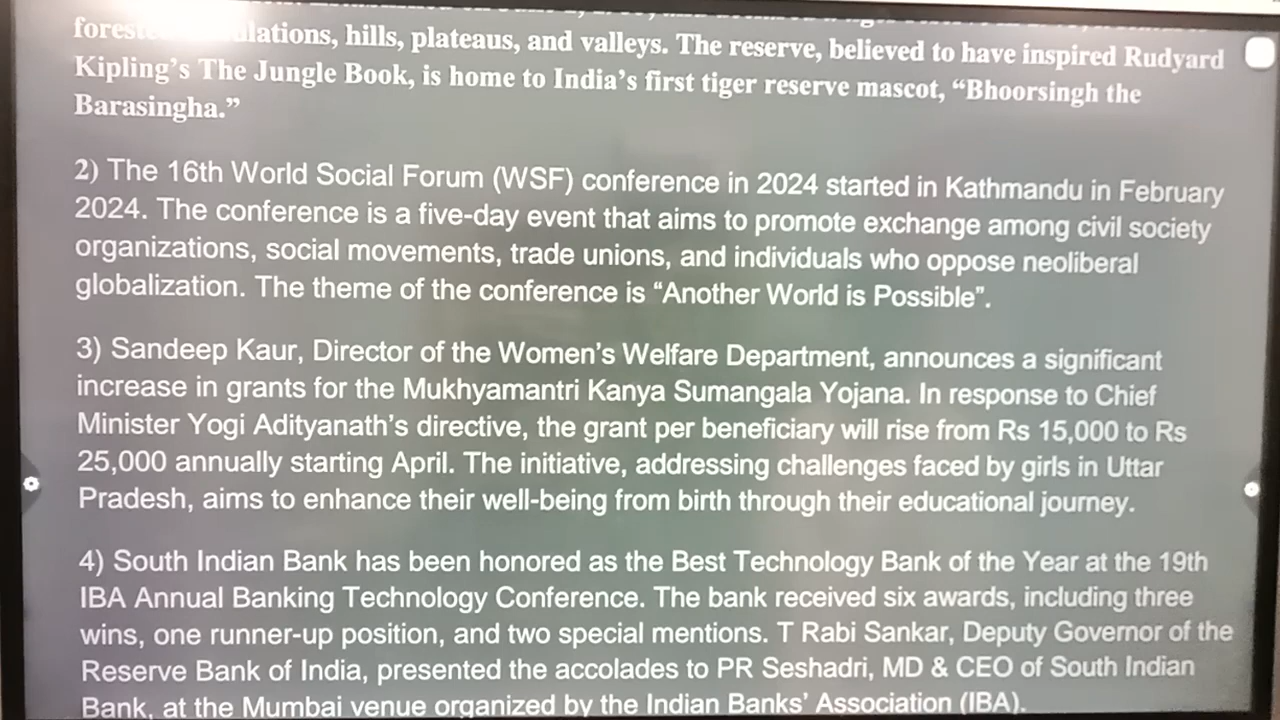 hills, plateaus, and valleys. The reserve, believed to have inspired Rudyard
Kipling's The Jungle Book, is home to India's first tiger reserve mascot, “Bhoorsingh the
Barasingha.”
2) The 16th World Social Forum (WSF) conference in 2024 started in Kathmandu in February
2024. The conference is a five-day event that aims to promote exchange among civil society
organizations, social movements, trade unions, and individuals who oppose neoliberal
globalization. The theme of the conference is “Another World is Possible”.
3) Sandeep Kaur, Director of the Women's Welfare Department, announces a significant
increase in grants for the Mukhyamantri Kanya Sumangala Yojana. In response to Chief
Minister Yogi Adityanath's directive, the grant per beneficiary will rise from Rs 15,000 to Rs
25,000 annually starting April. The initiative, addressing challenges faced by girls in Uttar
Pradesh, aims to enhance their well-being from birth through their educational journey.
4) South Indian Bank has been honored as the Best Technology Bank of the Year at the 19th
IBA Annual Banking Technology Conference. The bank received six awards, including three
wins, one runner-up position, and two special mentions. T Rabi Sankar, Deputy Governor of the
Reserve Bank of India, presented the accolades to PR Seshadri, MD & CEO of South Indian
Bank, at the Mumbai venue organized by the Indian Banks' Association (IBA).